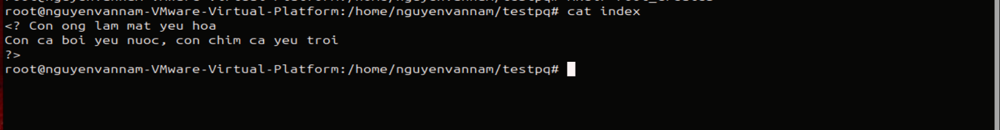 root@nguyenvannam-VMware-Virtual-Platform:/home/nguyenvannam/testpq# cat index
<? Con ong lam mat yeu hoa
Con ca boi yeu nuoc, con chim ca yeu troi
?>
root@nguyenvannam-VMware-Virtual-Platform:/home/nguyenvannam/testpq#